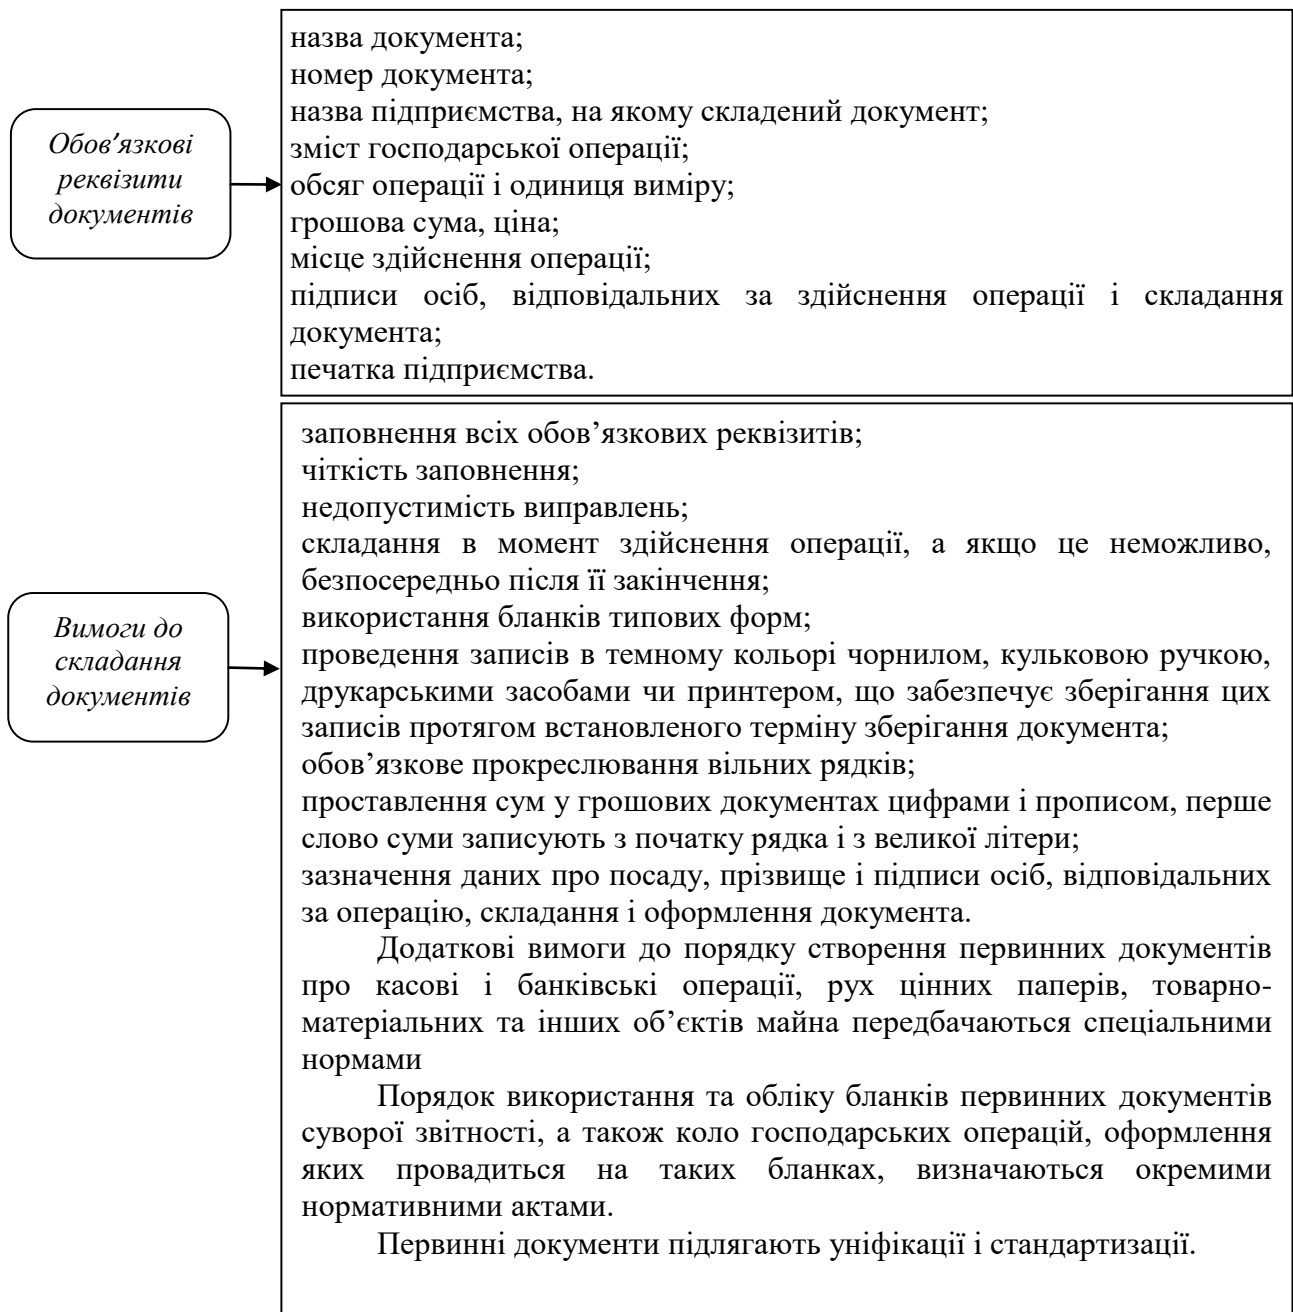 назва документа;
номер документа;
назва підприємства, на якому складений документ;
зміст господарської операції;
обсяг операції і одиниця виміру;
грошова сума, ціна;
місце здійснення операції;
підписи осіб, відповідальних за здійснення операції і складання
документа;
печатка підприємства.
Обов’язкові
реквізити
документів
заповнення всіх обов’язкових реквізитів;
чіткість заповнення;
недопустимість виправлень;
складання в момент здійснення операції, а якщо це неможливо,
безпосередньо після її закінчення;
використання бланків типових форм;
проведення записів в темному кольорі чорнилом, кульковою ручкою,
друкарськими засобами чи принтером, що забезпечує зберігання цих
записів протягом встановленого терміну зберігання документа;
обов’язкове прокреслювання вільних рядків;
проставлення сум у грошових документах цифрами і прописом, перше
слово суми записують з початку рядка і з великої літери;
зазначення даних про посаду, прізвище і підписи осіб, відповідальних
за операцію, складання і оформлення документа.
Додаткові вимоги до порядку створення первинних документів
про касові і банківські операції, рух цінних паперів, товарно-
матеріальних та інших об’єктів майна передбачаються спеціальними
нормами
Порядок використання та обліку бланків первинних документів
суворої звітності, а також коло господарських операцій, оформлення
яких провадиться на таких бланках, визначаються окремими
нормативними актами.
Первинні документи підлягають уніфікації і стандартизації.
Вимоги до
складання
документів